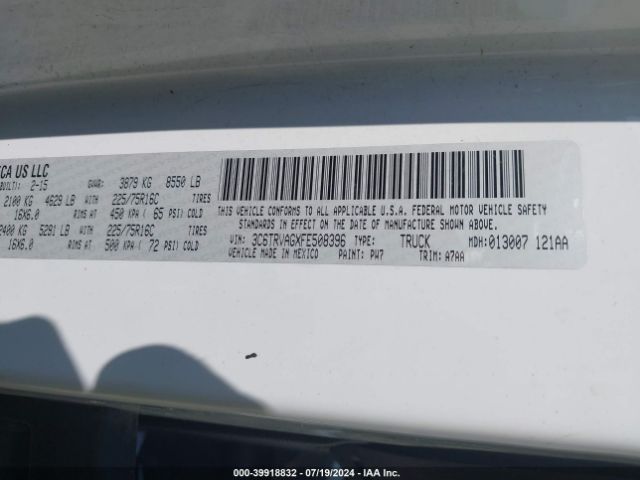 FCA US LLC
BUILT: 2-15 GVWR: 3879 KG 8550 LB
2100 KG 4629 LB WITH 225/75R16C TIRES
16X6.0 RIMS AT 450 KPA ( 65 PSI) COLD
2400 KG 5291 LB WITH 225/75R16C TIRES
16X6.0 RIMS AT 500 KPA ( 72 PSI) COLD
THIS VEHICLE CONFORMS TO ALL APPLICABLE U.S.A. FEDERAL MOTOR VEHICLE SAFETY
STANDARDS IN EFFECT ON THE DATE OF MANUFACTURE SHOWN ABOVE.
VIN: 3C6TRVAGXFE508396 TYPE: TRUCK MDH: 013007 121AA
VEHICLE MADE IN MEXICO PAINT: PW7 TRIM: A7AA
000-39918832 / 07/19/2024 / IAA Inc.